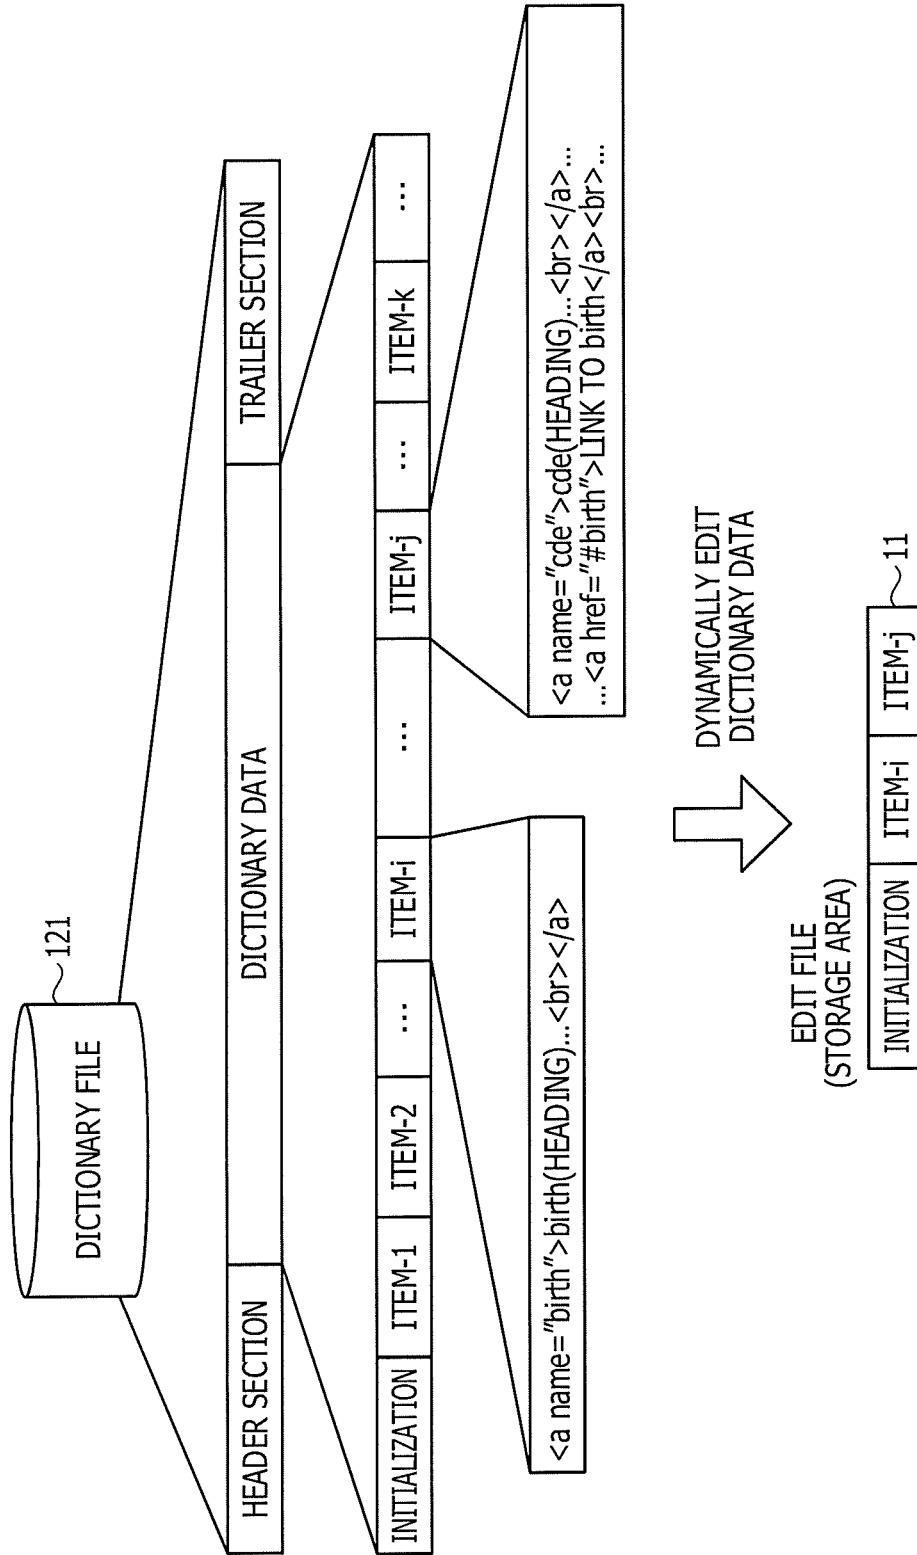 DICTIONARY FILE
121
HEADER SECTION
DICTIONARY DATA
TRAILER SECTION
INITIALIZATION
ITEM-1
ITEM-2
...
ITEM-i
...
ITEM-j
...
ITEM-k
...
<a name="birth">birth(HEADING)...<br></a>
<a name="cde">cde(HEADING)...<br></a>...
...<a href="#birth">LINK TO birth</a><br>...
DYNAMICALLY EDIT
DICTIONARY DATA
EDIT FILE
(STORAGE AREA)
INITIALIZATION
ITEM-i
ITEM-j
11